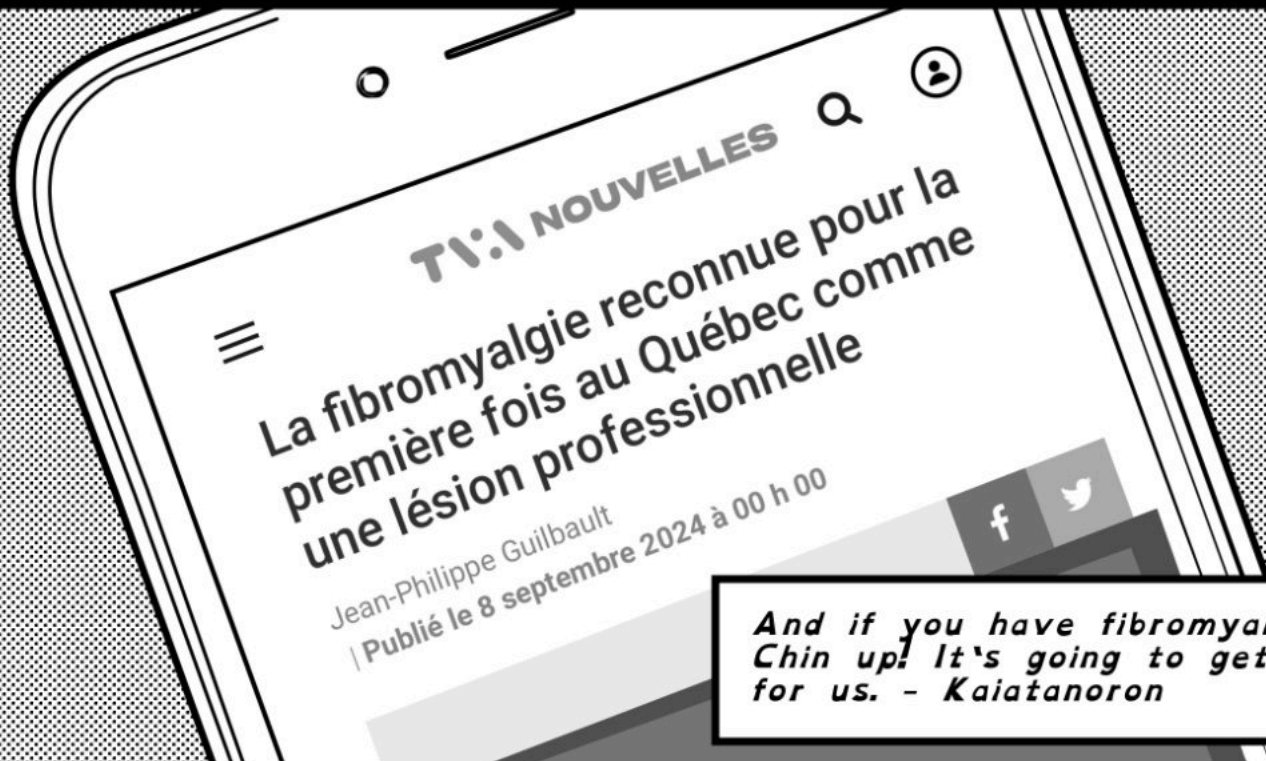 TVA NOUVELLES
La fibromyalgie reconnue pour la
première fois au Québec comme
une lésion professionnelle
Jean-Philippe Guilbault
| Publié le 8 septembre 2024 à 00 h 00
f
And if you have
Chin up! It's going to get
for us. - Kaiatanoron